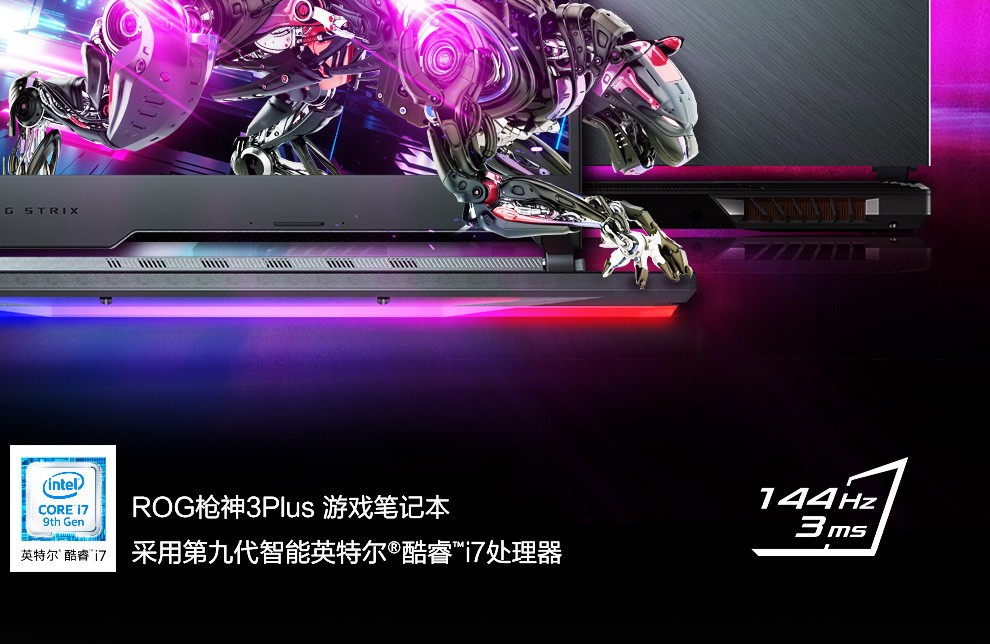 G STRIX
intel
CORE i7
9th Gen
英特尔® 酷睿™ i7
ROG枪神3Plus 游戏笔记本
采用第九代智能英特尔®酷睿™i7处理器
144Hz
3ms